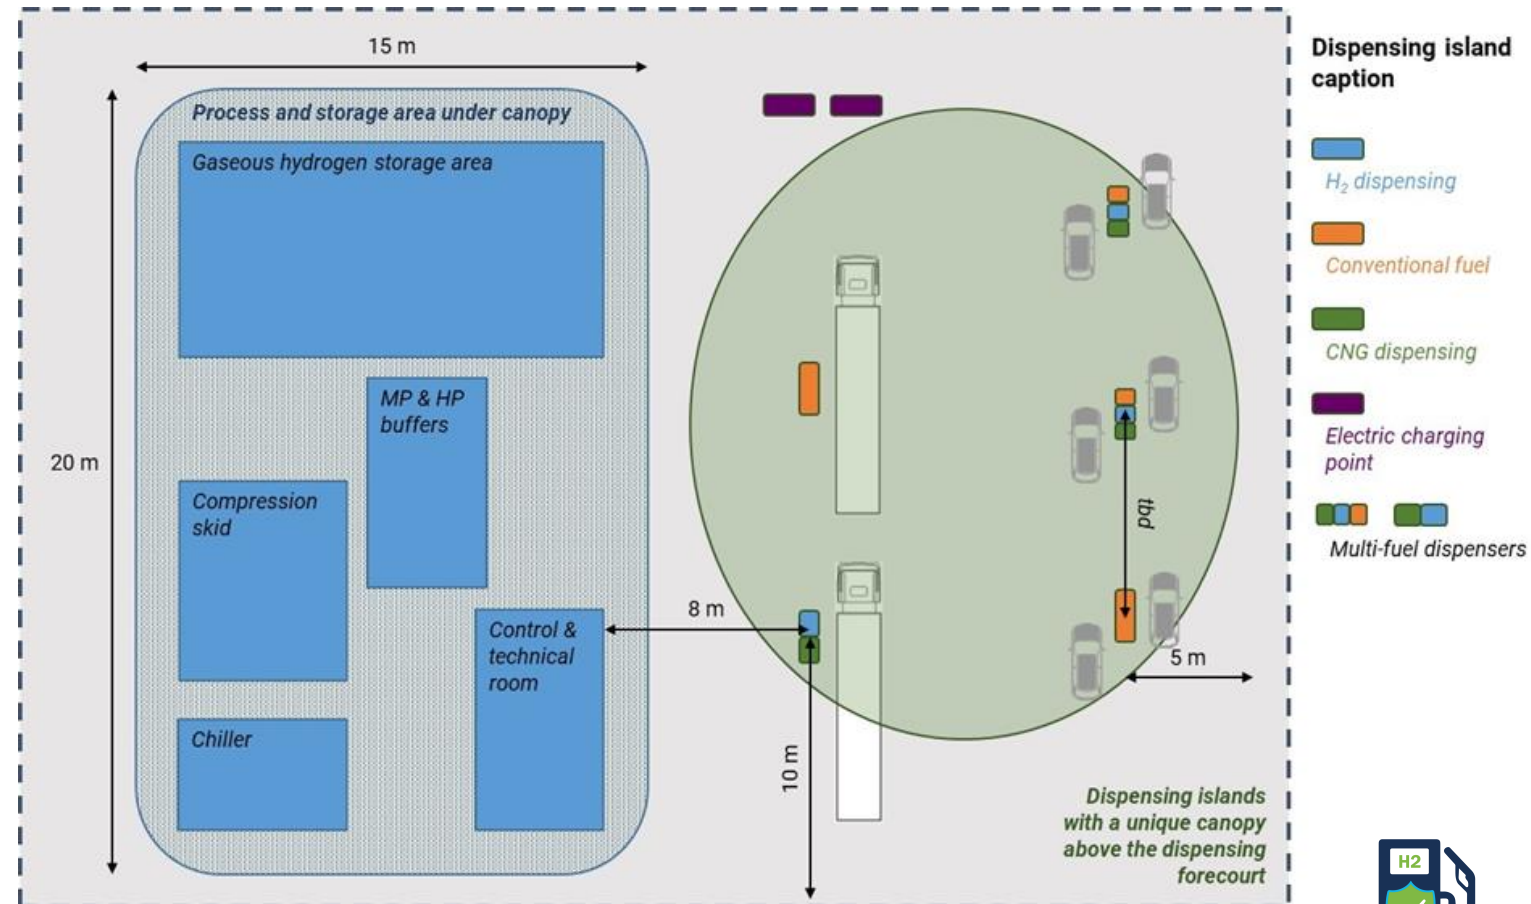 15 m
Process and storage area under canopy
Gaseous hydrogen storage area
MP & HP
buffers
20 m
Compression
skid
Control &
technical
room
Chiller
8 m
10 m
tbd
5 m
Dispensing islands
with a unique canopy
above the dispensing
forecourt
Dispensing island
caption
H₂ dispensing
Conventional fuel
CNG dispensing
Electric charging
point
Multi-fuel dispensers
H2